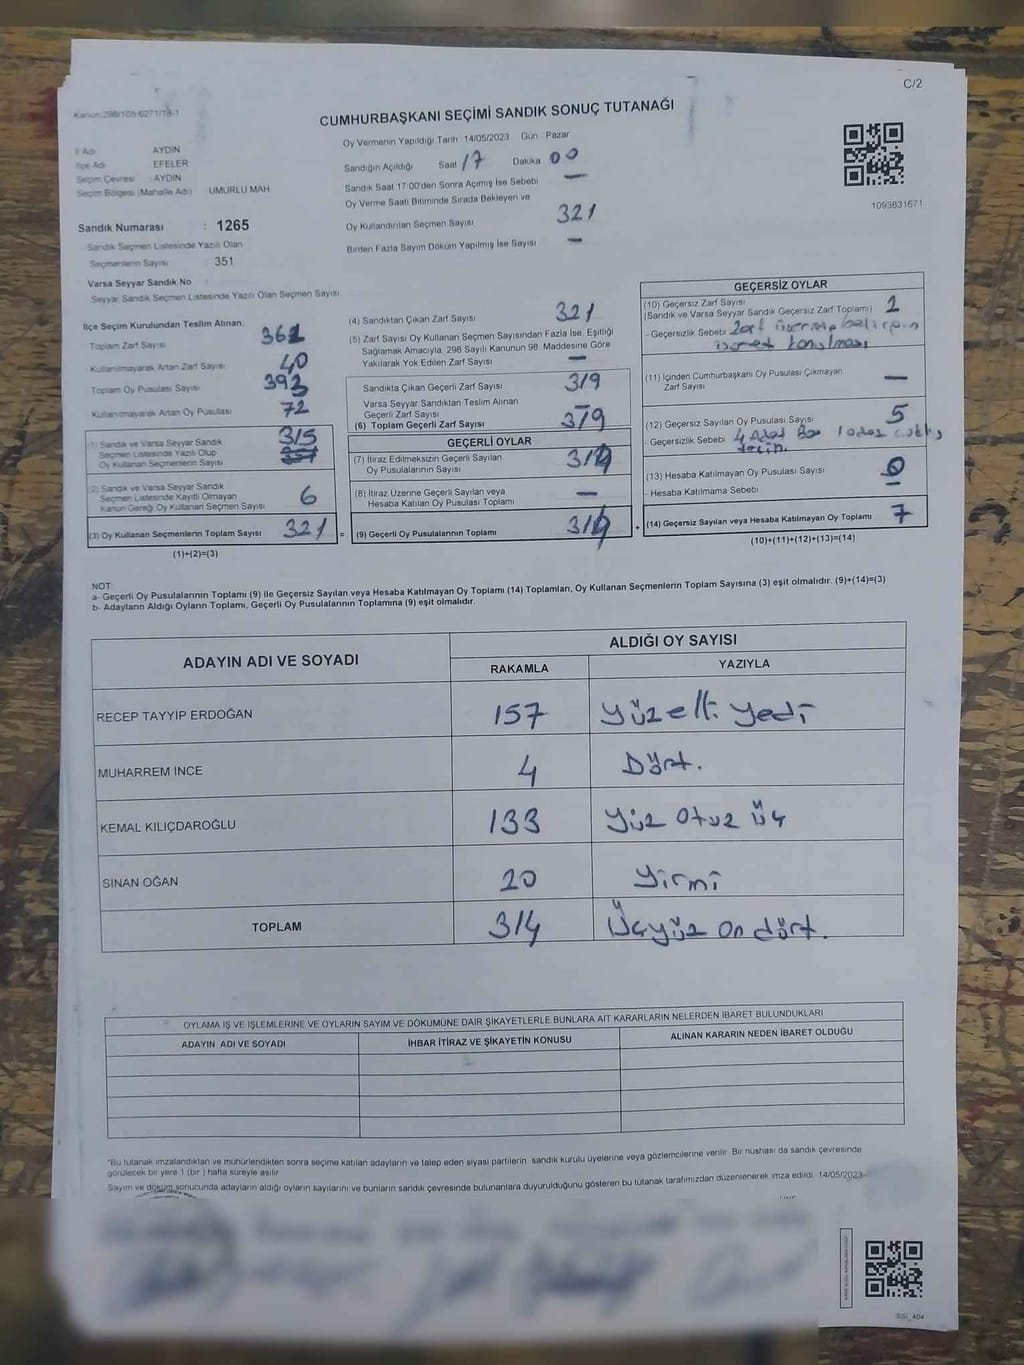 C/2
Kanun:298/105:6271/18-1
CUMHURBAŞKANI SEÇİMİ SANDIK SONUÇ TUTANAĞI
İl Adı AYDIN
İlçe Adı EFELER
Seçim Çevresi : AYDIN
Seçim Bölgesi (Mahalle Adı) UMURLU MAH
Sandık Numarası : 1265
Sandık Seçmen Listesinde Yazılı Olan
Seçmenlerin Sayısı : 351
Varsa Seyyar Sandık No
Seyyar Sandık Seçmen Listesinde Yazılı Olan Seçmen Sayısı
Oy Vermenin Yapıldığı Tarih 14/05/2023 Gün Pazar
Sandığın Açıldığı Saat 17 Dakika 00
Sandık Saat 17:00'den Sonra Açımış İse Sebebi —
Oy Verme Saati Bitiminde Sırada Bekleyen ve
Oy Kullandırılan Seçmen Sayısı 321
Birden Fazla Sayım Döküm Yapılmış İse Sayısı —
1093831671
İlçe Seçim Kurulundan Teslim Alınan:
Toplam Zarf Sayısı 361
Kullanılmayarak Artan Zarf Sayısı 40
Toplam Oy Pusulası Sayısı 393
Kullanılmayarak Artan Oy Pusulası 72
(1) Sandık ve Varsa Seyyar Sandık
Seçmen Listesinde Yazılı Olup
Oy Kullanan Seçmenlerin Sayısı 315
(2) Sandık ve Varsa Seyyar Sandık
Seçmen Listesinde Kayıtlı Olmayan
Kanun Gereği Oy Kullanan Seçmen Sayısı 6
(3) Oy Kullanan Seçmenlerin Toplam Sayısı 321 =
(1)+(2)=(3)
(4) Sandıktan Çıkan Zarf Sayısı 321
(5) Zarf Sayısı Oy Kullanan Seçmen Sayısından Fazla İse, Eşitliği
Sağlamak Amacıyla, 298 Sayılı Kanunun 98 Maddesine Göre
Yakılarak Yok Edilen Zarf Sayısı —
Sandıkta Çıkan Geçerli Zarf Sayısı 319
Varsa Seyyar Sandıktan Teslim Alınan
Geçerli Zarf Sayısı —
(6) Toplam Geçerli Zarf Sayısı 319
GEÇERLİ OYLAR
(7) İtiraz Edilmeksizin Geçerli Sayılan
Oy Pusulalarının Sayısı 314
(8) İtiraz Üzerine Geçerli Sayılan veya
Hesaba Katılan Oy Pusulası Toplamı —
(9) Geçerli Oy Pusulalarının Toplamı 314 +
GEÇERSİZ OYLAR
(10) Geçersiz Zarf Sayısı
(Sandık ve Varsa Seyyar Sandık Geçersiz Zarf Toplamı) 2
- Geçersizlik Sebebi Zarf üzerine
konulması
(11) İçinden Cumhurbaşkanı Oy Pusulası Çıkmayan
Zarf Sayısı —
(12) Geçersiz Sayılan Oy Pusulası Sayısı 5
- Geçersizlik Sebebi 4 Adet Boş 1 adet
(13) Hesaba Katılmayan Oy Pusulası Sayısı 0
- Hesaba Katılmama Sebebi —
(14) Geçersiz Sayılan veya Hesaba Katılmayan Oy Toplamı 7
(10)+(11)+(12)+(13)=(14)
NOT:
a- Geçerli Oy Pusulalarının Toplamı (9) ile Geçersiz Sayılan veya Hesaba Katılmayan Oy Toplamı (14) Toplamları, Oy Kullanan Seçmenlerin Toplam Sayısına (3) eşit olmalıdır. (9)+(14)=(3)
b- Adayların Aldığı Oyların Toplamı, Geçerli Oy Pusulalarının Toplamına (9) eşit olmalıdır.
ADAYIN ADI VE SOYADI ALDIĞI OY SAYISI
RAKAMLA YAZIYLA
RECEP TAYYİP ERDOĞAN 157 Yüzelli Yedi
MUHARREM İNCE 4 Dört.
KEMAL KILIÇDAROĞLU 133 Yüz Otuz Üç
SİNAN OĞAN 20 Yirmi
TOPLAM 314 Üçyüz On dört.
OYLAMA İŞ VE İŞLEMLERİNE VE OYLARIN SAYIM VE DÖKÜMÜNE DAİR ŞİKAYETLERLE BUNLARA AİT KARARLARIN NELERDEN İBARET BULUNDUKLARI
ADAYIN ADI VE SOYADI İHBAR İTİRAZ VE ŞİKAYETİN KONUSU ALINAN KARARIN NEDEN İBARET OLDUĞU
*Bu tutanak imzalandıktan ve mühürlendikten sonra seçime katılan adayların ve talep eden siyasi partilerin sandık kurulu üyelerine veya gözlemcilerine verilir. Bir nüshası da sandık çevresinde
görülecek bir yere 1 (bir) hafta süreyle asılır
Sayım ve döküm sonucunda adayların aldığı oyların sayılarını ve bunların sandık çevresinde bulunanlara duyurulduğunu gösteren bu tutanak tarafımızdan düzenlenerek imza edildi. 14/05/2023
SSİ_404